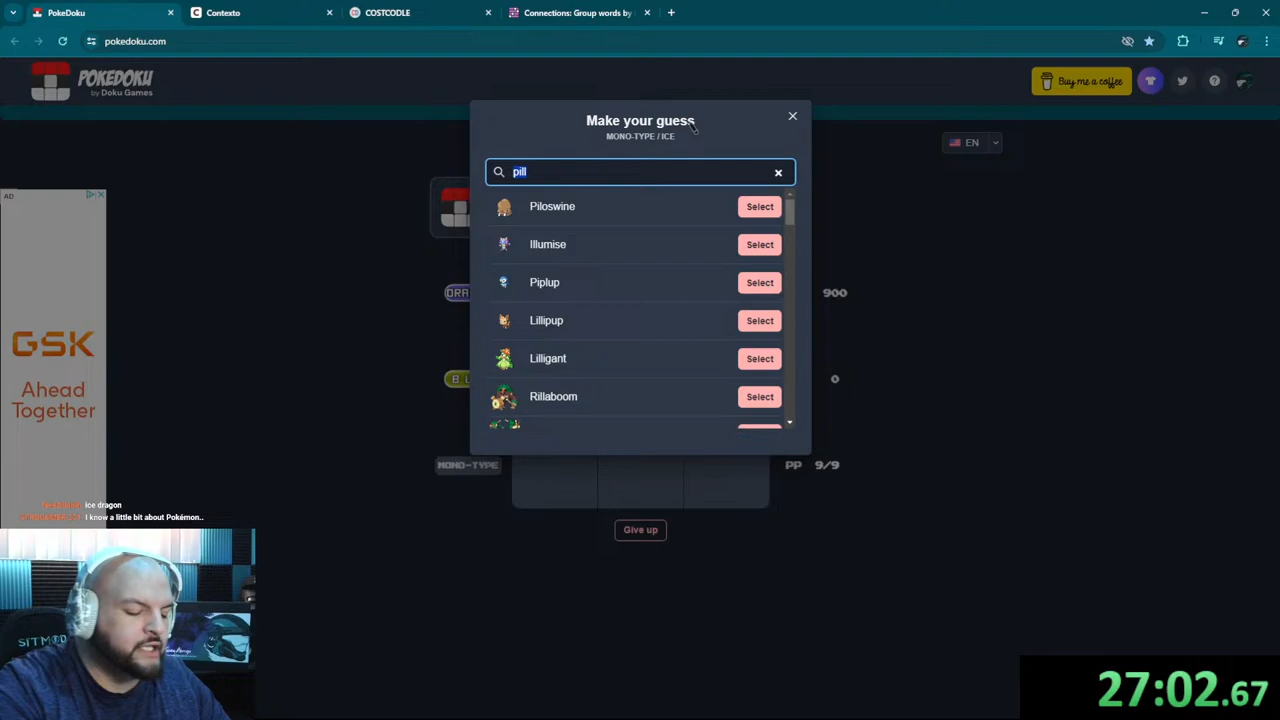 PokeDoku
Contexto
COSTCODLE
Connections: Group words by
pokedoku.com
POKEDOKU
by Doku Games
Buy me a coffee
Make your guess
MONO-TYPE / ICE
EN
pill
AD
Piloswine
Select
Illumise
Select
Piplup
Select
Lillipup
Select
Lilligant
Select
Rillaboom
Select
DRA
900
0
GSK
Ahead
Together
MONO-TYPE
PP 9/9
Give up
ice dragon
I know a little bit about Pokémon..
SITMOD
27:02.67